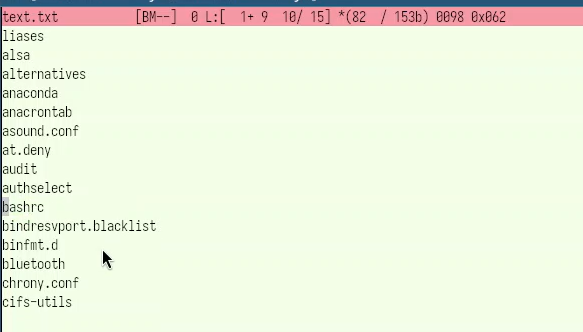 text.txt [BM--] 0 L:[ 1+ 9 10/ 15] *(82 / 153b) 0098 0x062
liases
alsa
alternatives
anaconda
anacrontab
asound.conf
at.deny
audit
authselect
bashrc
bindresvport.blacklist
binfmt.d
bluetooth
chrony.conf
cifs-utils